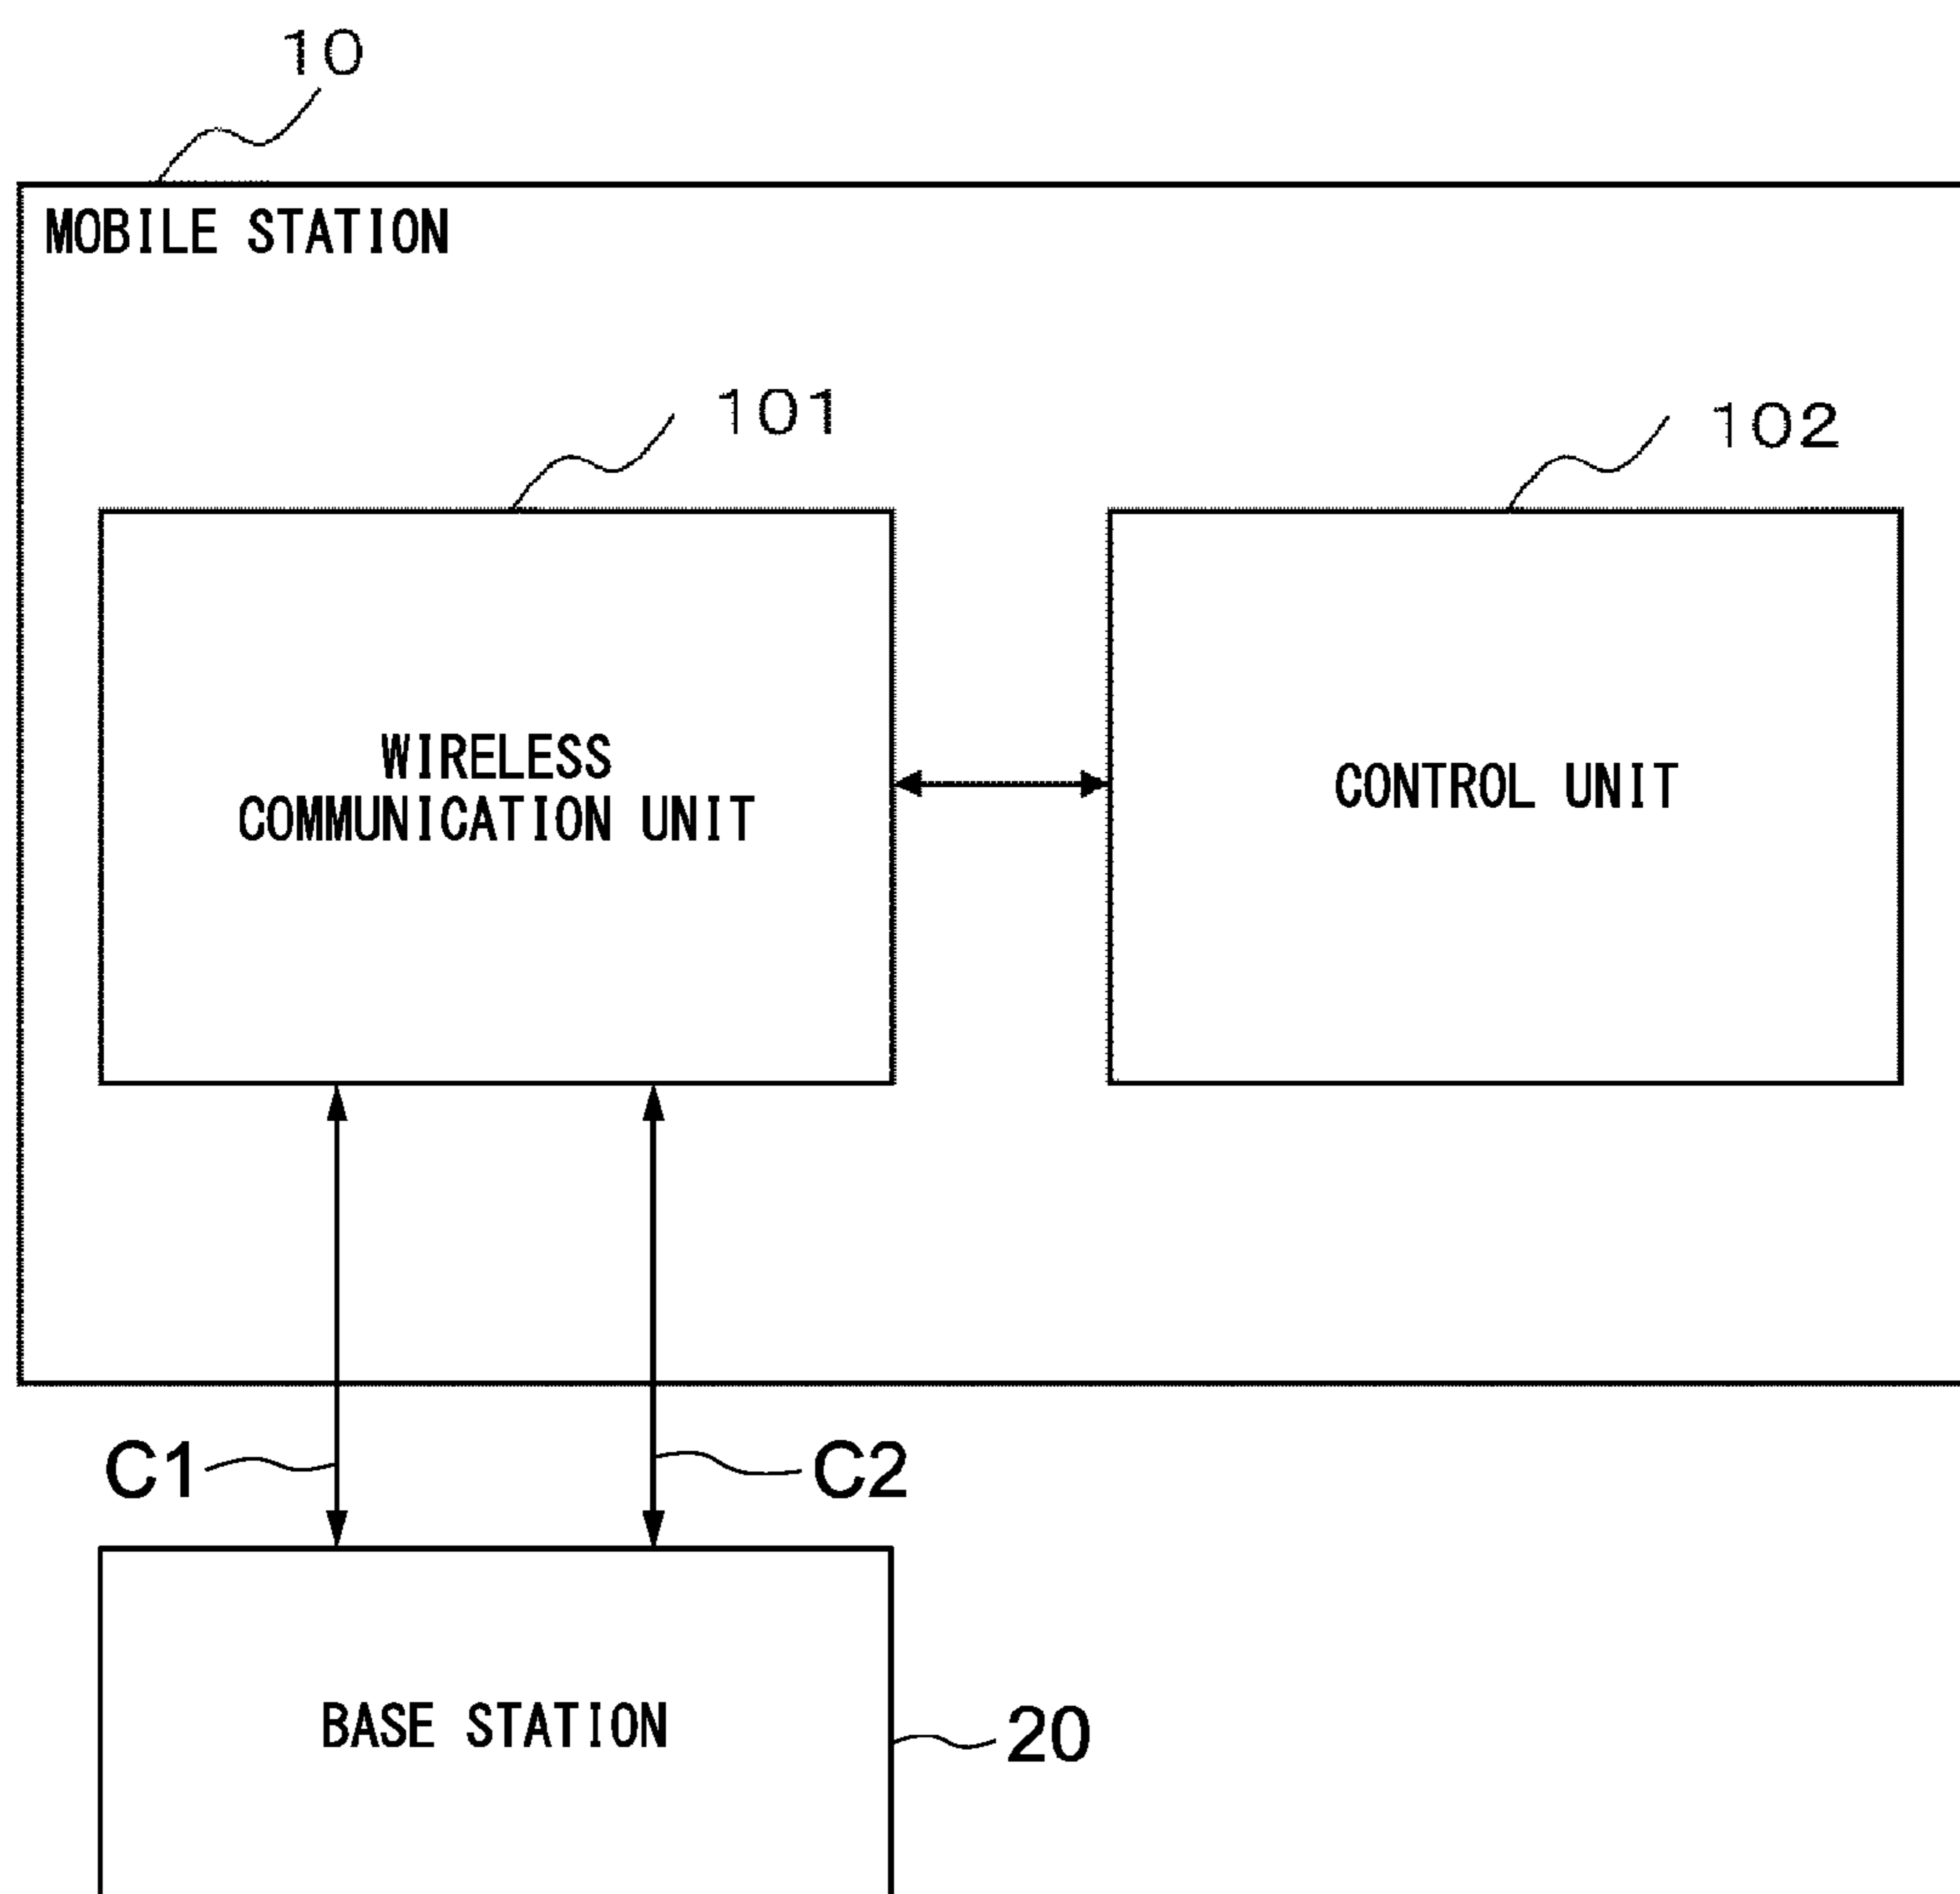 10
MOBILE STATION
101
102
WIRELESS
COMMUNICATION UNIT
CONTROL UNIT
C1
C2
BASE STATION
20